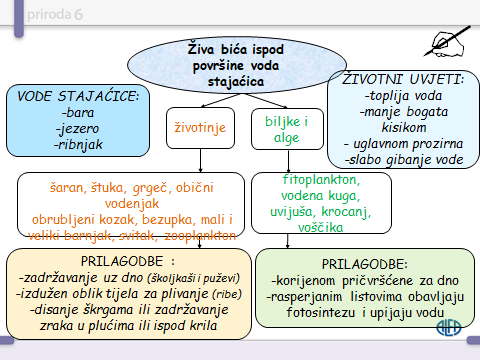 priroda 6
Živa bića ispod
površine voda
stajaćica
VODE STAJAĆICE:
-bara
-jezero
-ribnjak
životinje
biljke i
alge
ŽIVOTNI UVJETI:
-toplija voda
-manje bogata
kisikom
- uglavnom prozirna
-slabo gibanje vode
šaran, štuka, grgeč, obični
vodenjak
obrubljeni kozak, bezupka, mali i
veliki barnjak, svitak, zooplankton
fitoplankton,
vodena kuga,
uvijuša, krocanj,
voščika
PRILAGODBE :
-zadržavanje uz dno (školjkaši i puževi)
-izdužen oblik tijela za plivanje (ribe)
-disanje škrgama ili zadržavanje
zraka u plućima ili ispod krila
PRILAGODBE:
-korijenom pričvršćene za dno
-rasperjanim listovima obavljaju
fotosintezu i upijaju vodu
ALFA